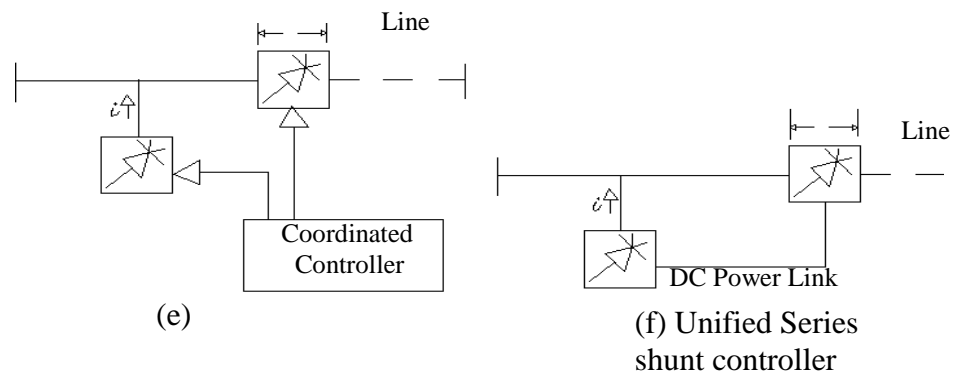 Line
i
Coordinated
Controller
(e)
Line
i
DC Power Link
(f) Unified Series
shunt controller